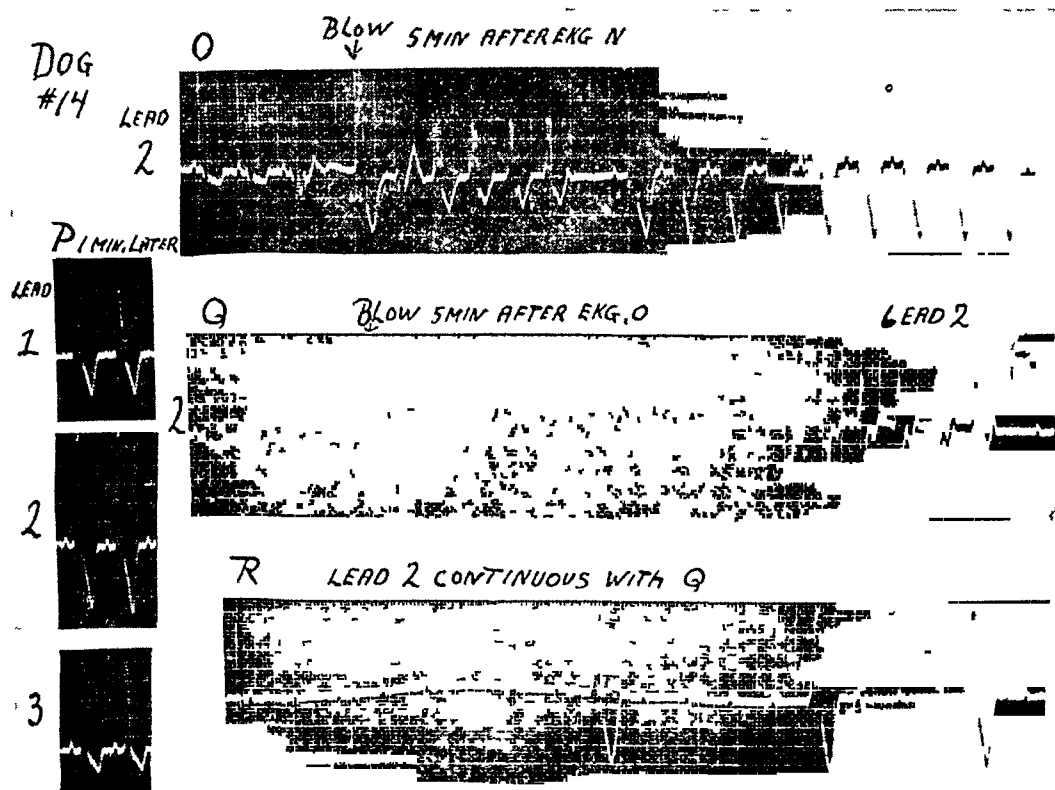 DOG
#14
O
BLOW 5 MIN AFTER EKG N
LEAD
2
P 1 MIN. LATER
LEAD
1
2
3
Q
BLOW 5 MIN AFTER EKG. O
LEAD 2
2
R
LEAD 2 CONTINUOUS WITH Q